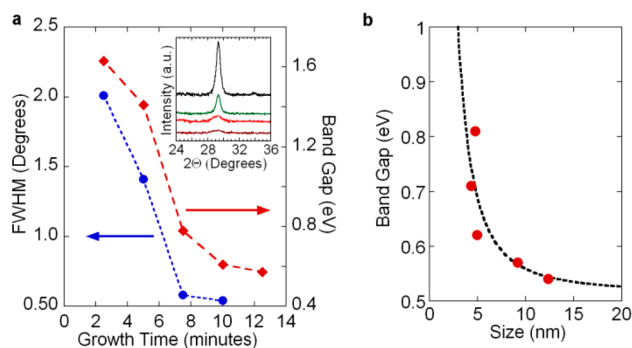 a
FWHM (Degrees)
2.5
2.0
1.5
1.0
0.50
0 2 4 6 8 10 12 14
Growth Time (minutes)
1.6
1.2
0.8
0.4
Band Gap (eV)
Intensity (a.u.)
24 28 32 36
2Θ (Degrees)
b
Band Gap (eV)
1
0.9
0.8
0.7
0.6
0.5
0 5 10 15 20
Size (nm)